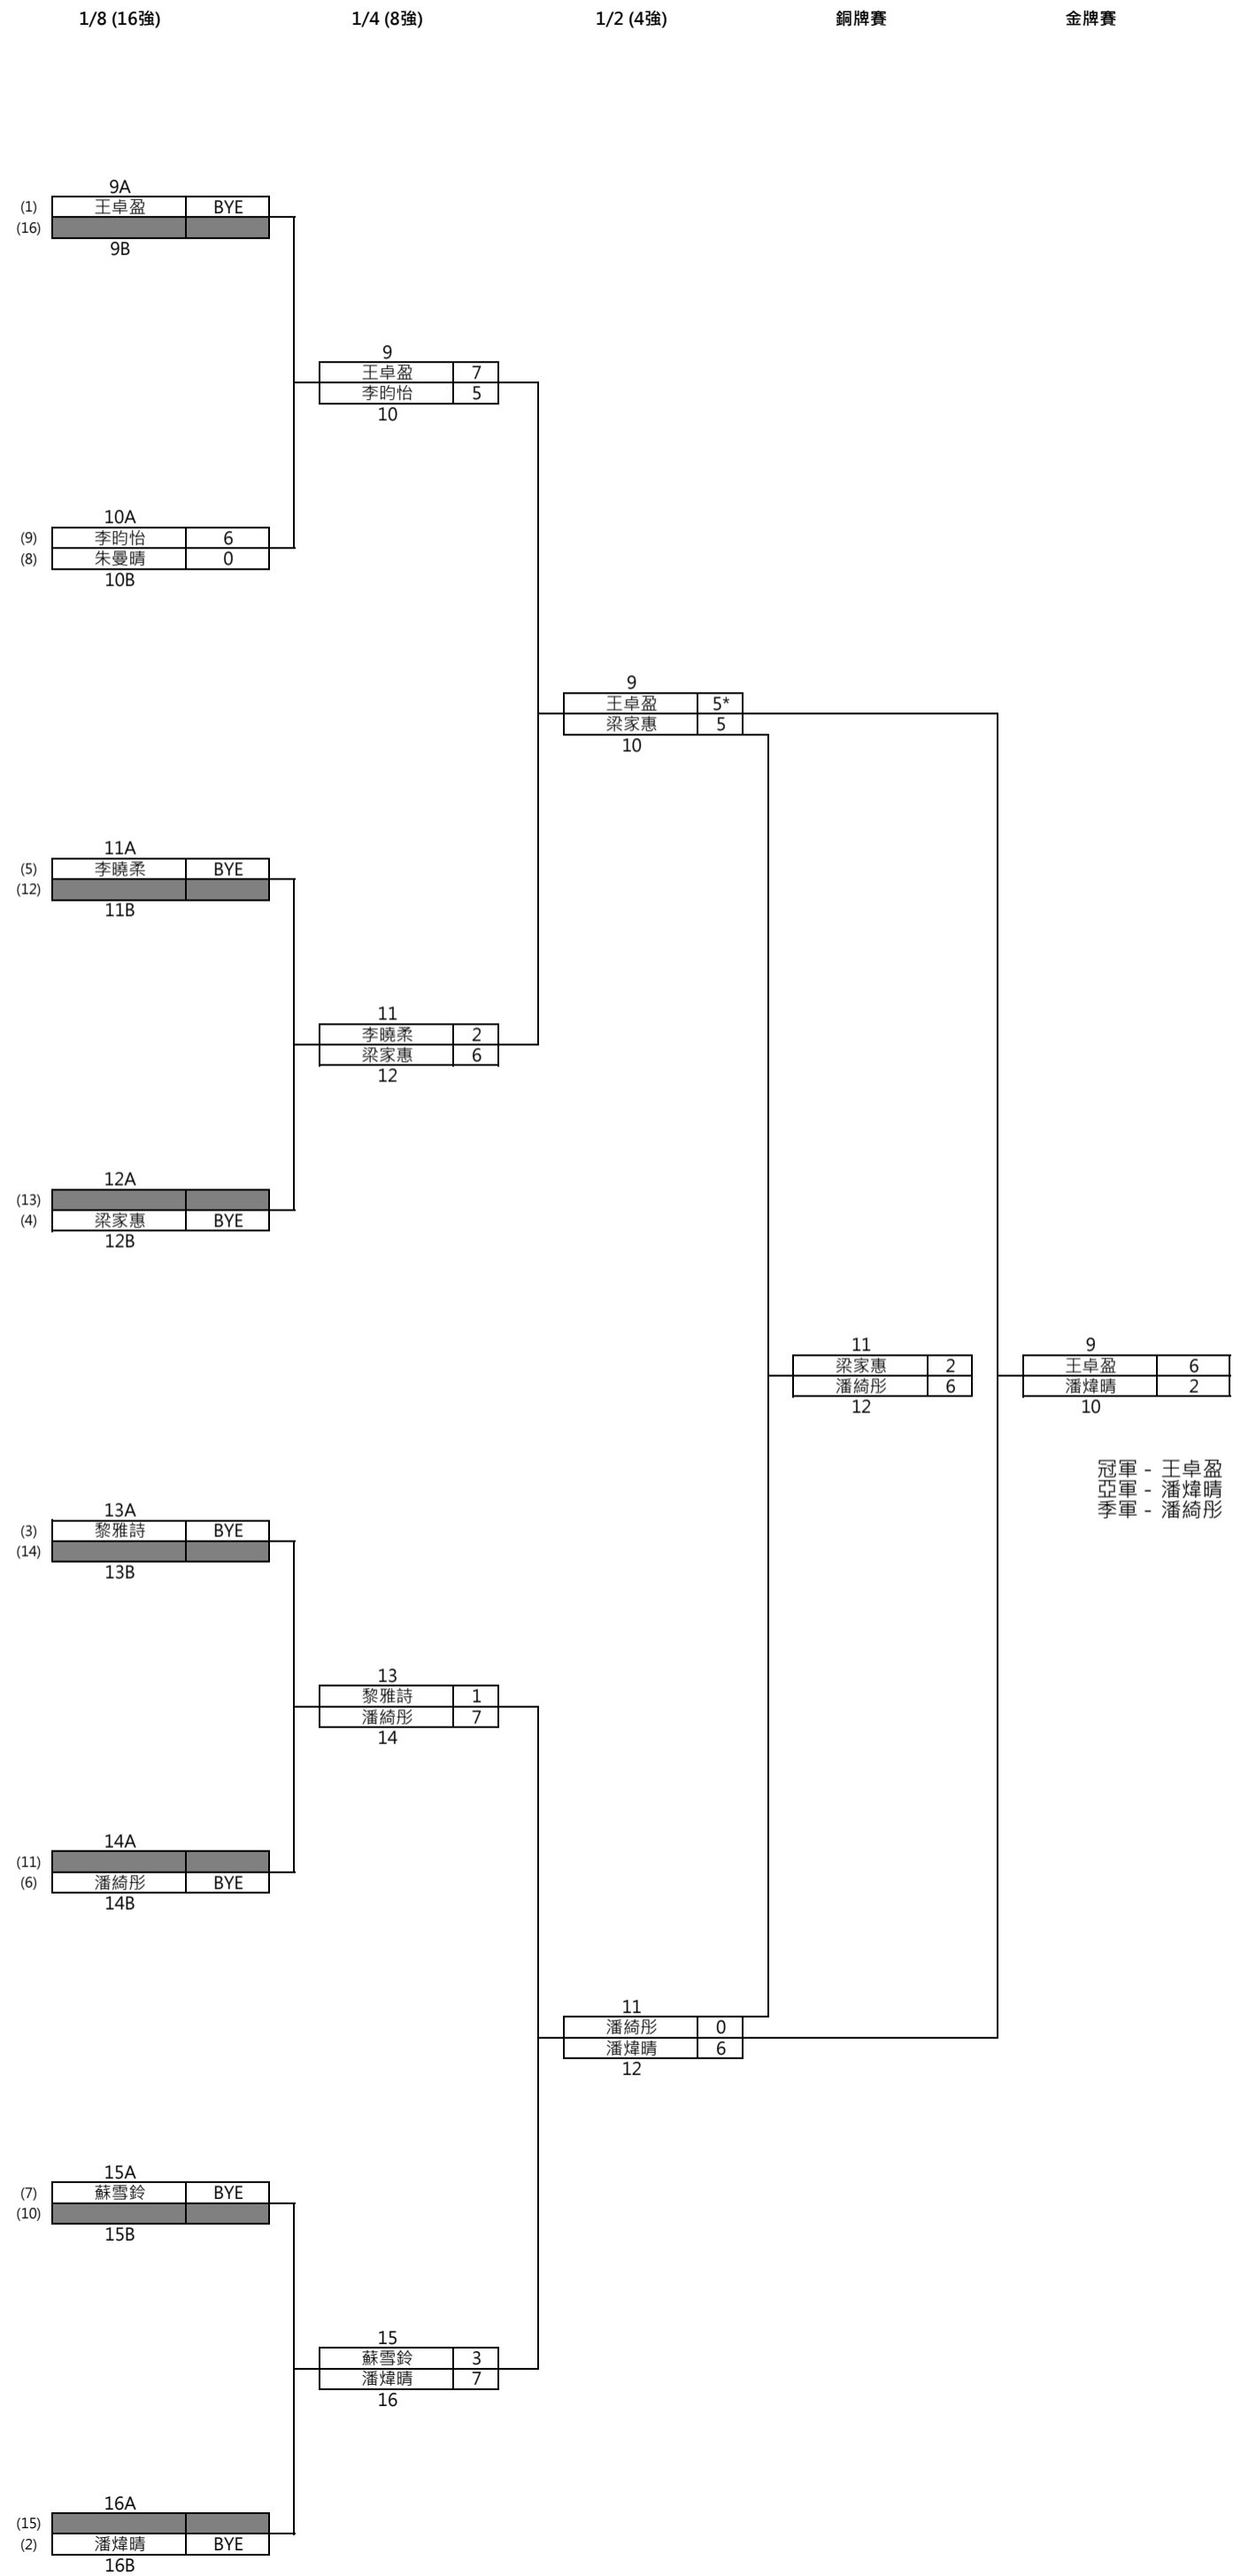 1/8 (16強) 1/4 (8強) 1/2 (4強) 銅牌賽 金牌賽
9A
(1) 王卓盈 BYE
(16)
9B
9
王卓盈 7
李昀怡 5
10
10A
(9) 李昀怡 6
(8) 朱曼晴 0
10B
9
王卓盈 5*
梁家惠 5
10
11A
(5) 李曉柔 BYE
(12)
11B
11
李曉柔 2
梁家惠 6
12
12A
(13)
(4) 梁家惠 BYE
12B
11
梁家惠 2
潘綺彤 6
12
9
王卓盈 6
潘煒晴 2
10
冠軍 - 王卓盈
亞軍 - 潘煒晴
季軍 - 潘綺彤
13A
(3) 黎雅詩 BYE
(14)
13B
13
黎雅詩 1
潘綺彤 7
14
14A
(11)
(6) 潘綺彤 BYE
14B
11
潘綺彤 0
潘煒晴 6
12
15A
(7) 蘇雪鈴 BYE
(10)
15B
15
蘇雪鈴 3
潘煒晴 7
16
16A
(15)
(2) 潘煒晴 BYE
16B